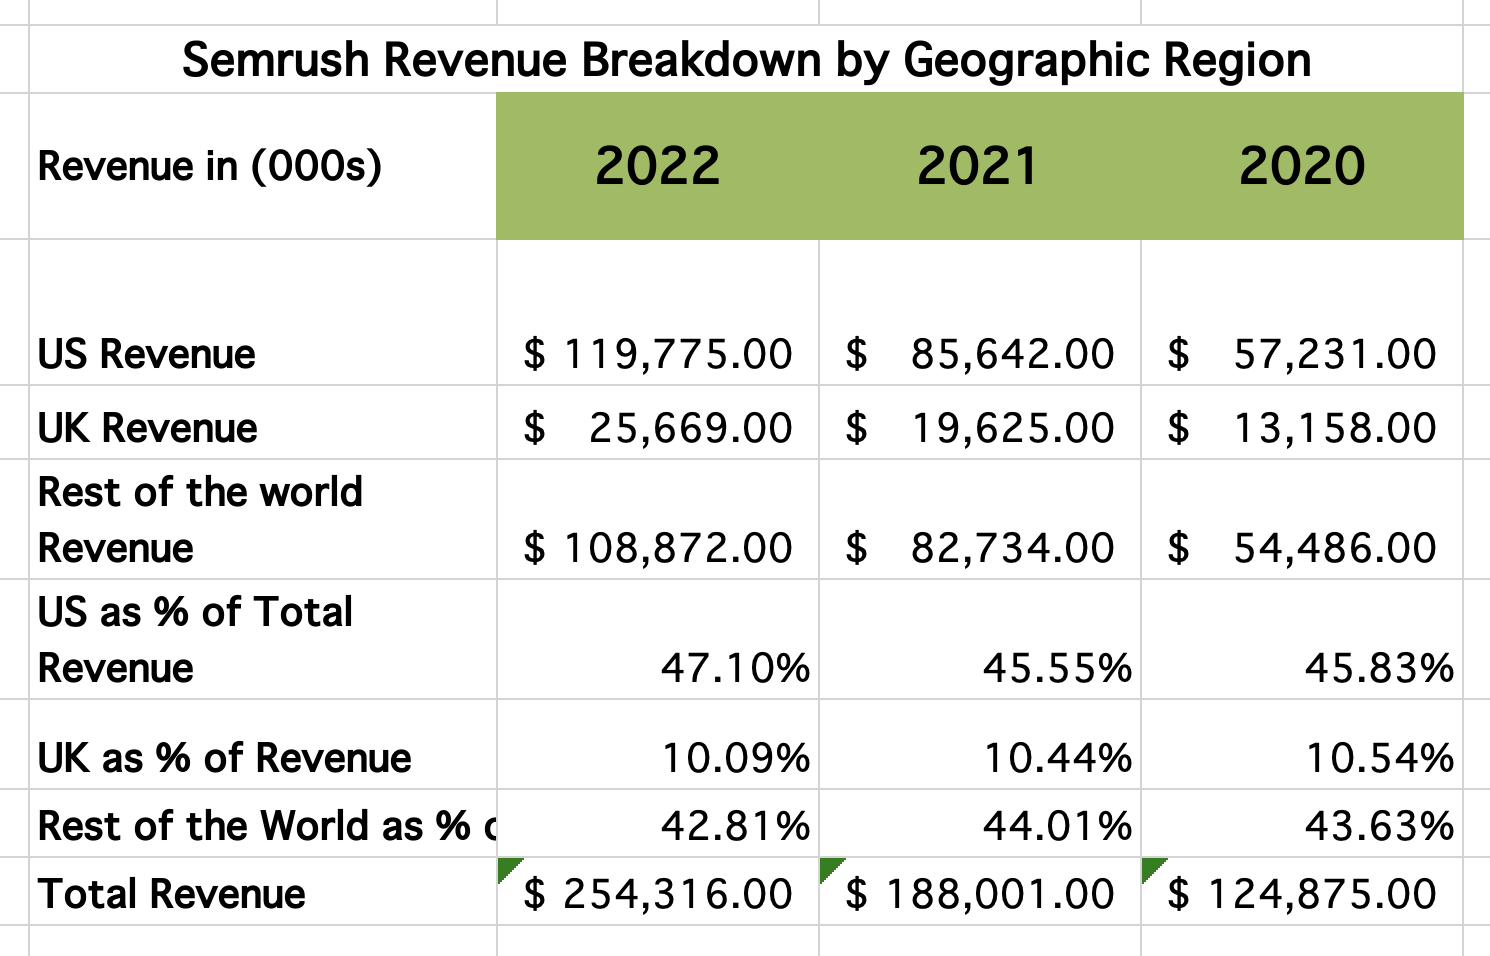 Semrush Revenue Breakdown by Geographic Region
Revenue in (000s) 2022 2021 2020
US Revenue $ 119,775.00 $ 85,642.00 $ 57,231.00
UK Revenue $ 25,669.00 $ 19,625.00 $ 13,158.00
Rest of the world
Revenue $ 108,872.00 $ 82,734.00 $ 54,486.00
US as % of Total
Revenue 47.10% 45.55% 45.83%
UK as % of Revenue 10.09% 10.44% 10.54%
Rest of the World as % 42.81% 44.01% 43.63%
Total Revenue $ 254,316.00 $ 188,001.00 $ 124,875.00